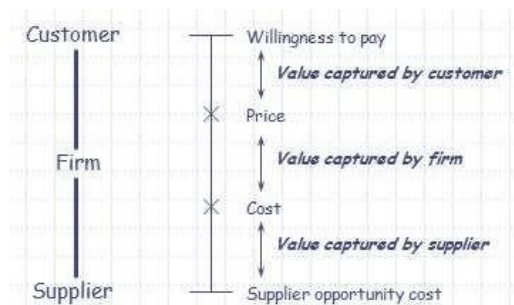 Customer
Willingness to pay
Value captured by customer
Price
Firm
Value captured by firm
Cost
Value captured by supplier
Supplier
Supplier opportunity cost